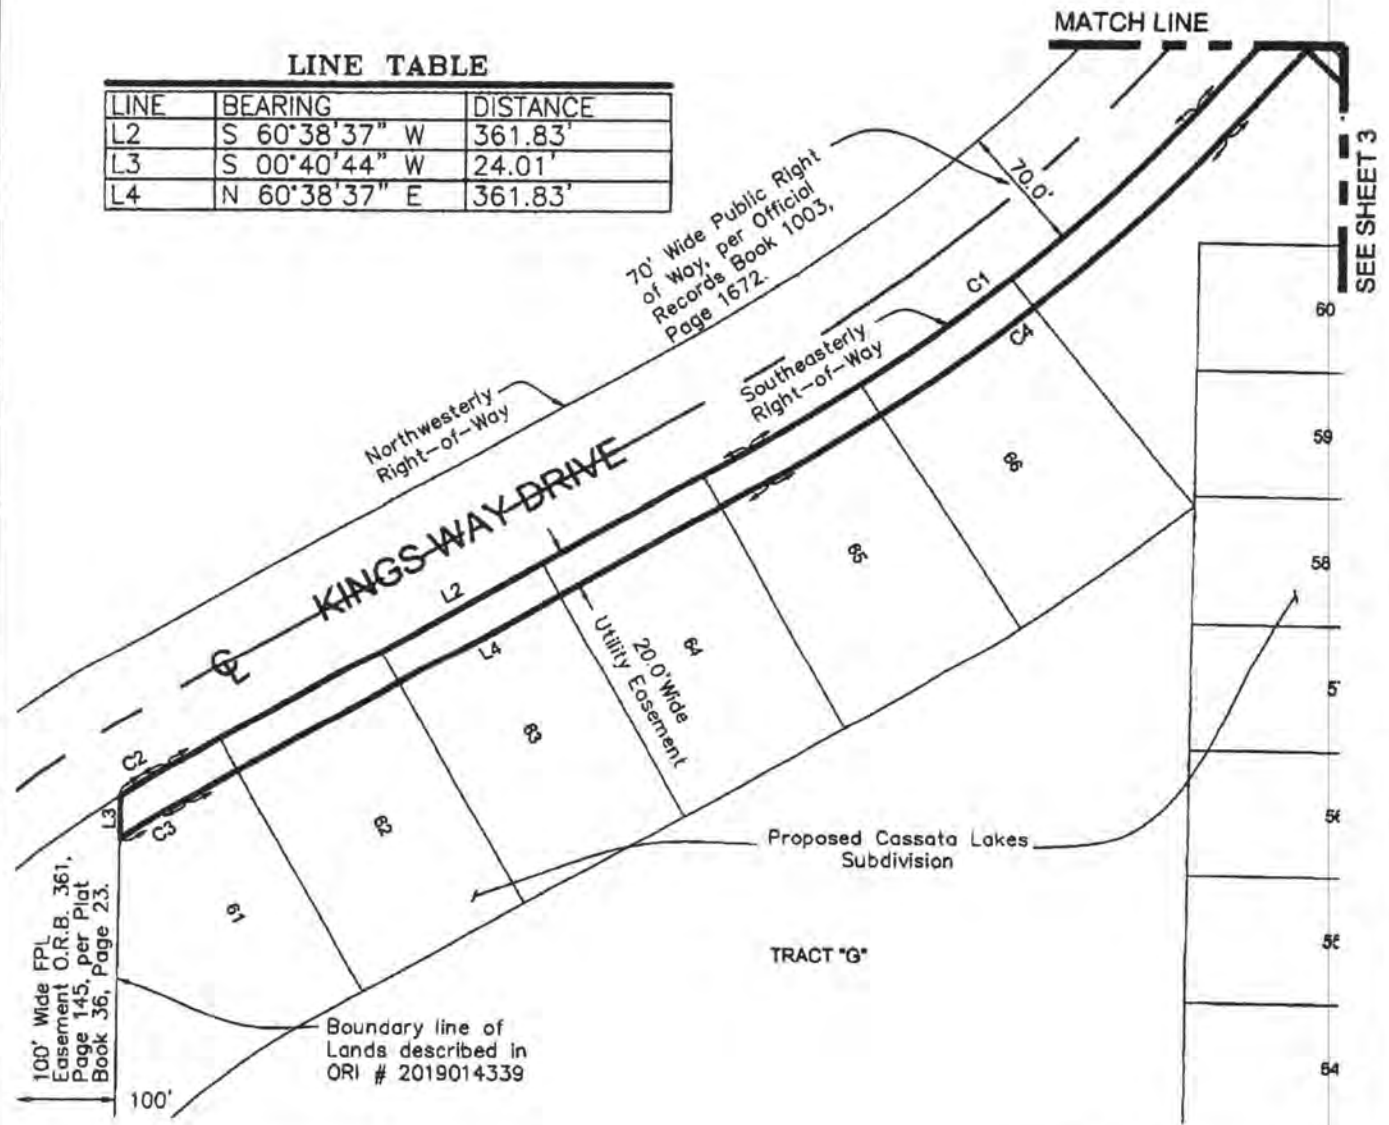 MATCH LINE
LINE TABLE
LINE BEARING DISTANCE
L2 S 60°38'37" W 361.83'
L3 S 00°40'44" W 24.01'
L4 N 60°38'37" E 361.83'
SEE SHEET 3
70' Wide Public Right
of Way, per Official
Records Book 1003,
Page 1672.
70.0'
C1
C4
Southeasterly
Right-of-Way
Northwesterly
Right-of-Way
KINGS WAY DRIVE
CL
L2
L4
20.0' Wide
Utility Easement
C2
L3
C3
61
62
63
64
65
66
60
59
58
56
54
Proposed Cassata Lakes
Subdivision
TRACT "G"
100' Wide FPL
Easement O.R.B. 361,
Page 145, per Plat
Book 36, Page 23.
Boundary line of
Lands described in
ORI # 2019014339
100'